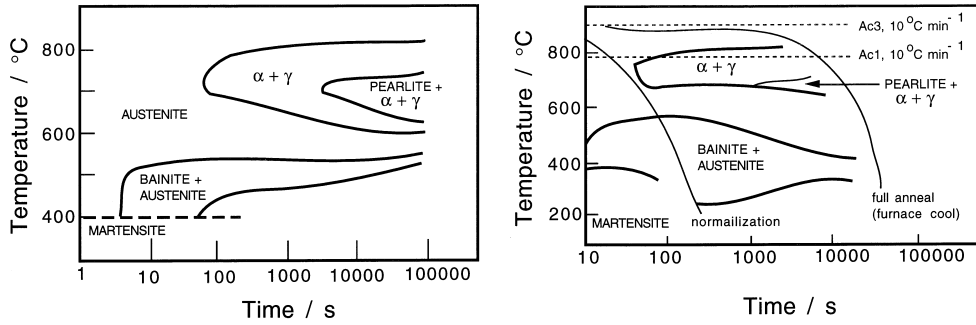 Temperature / °C
800
600
400
AUSTENITE
α + γ
PEARLITE +
α + γ
BAINITE +
AUSTENITE
MARTENSITE
1
10
100
1000
10000
100000
Time / s
Temperature / °C
800
600
400
200
Ac3, 10 °C min⁻¹
Ac1, 10 °C min⁻¹
α + γ
PEARLITE +
α + γ
BAINITE +
AUSTENITE
MARTENSITE
normailization
full anneal
(furnace cool)
10
100
1000
10000
100000
Time / s